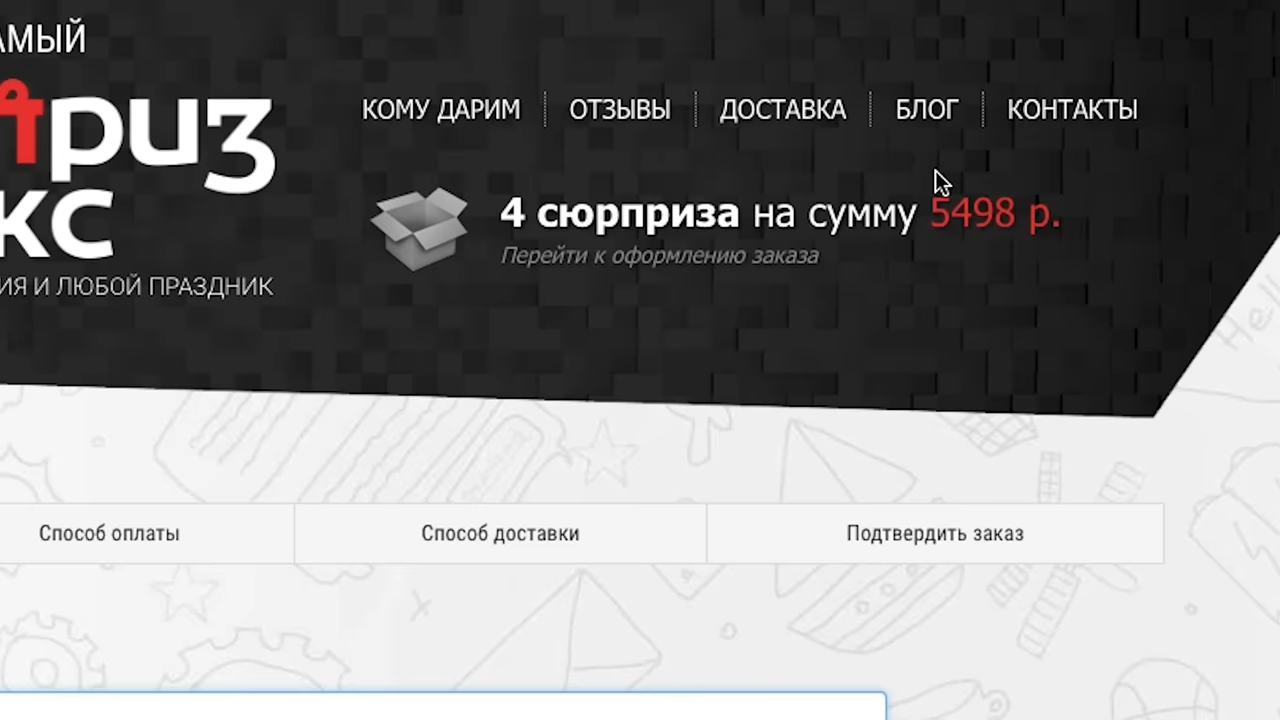 АМЫЙ
КОМУ ДАРИМ ОТЗЫВЫ ДОСТАВКА БЛОГ КОНТАКТЫ
приз
4 сюрприза на сумму 5498 р.
кс
Перейти к оформлению заказа
ИЯ И ЛЮБОЙ ПРАЗДНИК
Способ оплаты Способ доставки Подтвердить заказ